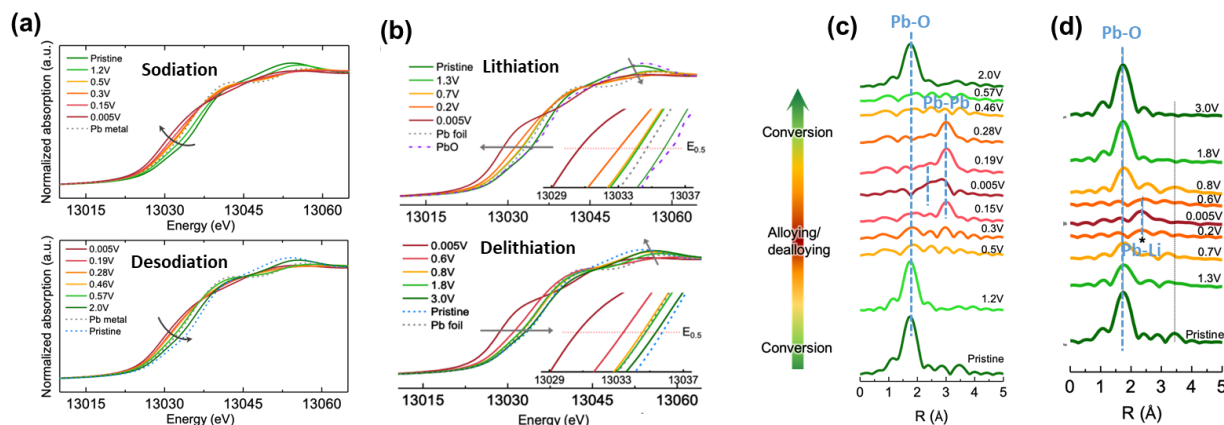 (a)
Normalized absorption (a.u.)
Sodiation
Pristine
1.2V
0.5V
0.3V
0.15V
0.005V
Pb metal
13015 13030 13045 13060
Energy (eV)
Normalized absorption (a.u.)
Desodiation
0.005V
0.19V
0.28V
0.46V
0.57V
2.0V
Pb metal
Pristine
13015 13030 13045 13060
Energy (eV)
(b)
Normalized absorption (a.u.)
Lithiation
Pristine
1.3V
0.7V
0.2V
0.005V
Pb foil
PbO
E0.5
13029 13033 13037
13015 13030 13045 13060
Energy (eV)
Normalized absorption (a.u.)
Delithiation
0.005V
0.6V
0.8V
1.8V
3.0V
Pristine
Pb foil
E0.5
13029 13033 13037
13015 13030 13045 13060
Energy (eV)
Conversion
Alloying/
dealloying
Conversion
(c)
Pb-O
2.0V
0.57V
Pb-Pb
0.46V
0.28V
0.19V
0.005V
0.15V
0.3V
0.5V
1.2V
Pristine
0 1 2 3 4 5
R (Å)
(d)
Pb-O
3.0V
1.8V
0.8V
0.6V
0.005V
0.2V
*
Pb-Li
0.7V
1.3V
Pristine
0 1 2 3 4 5
R (Å)